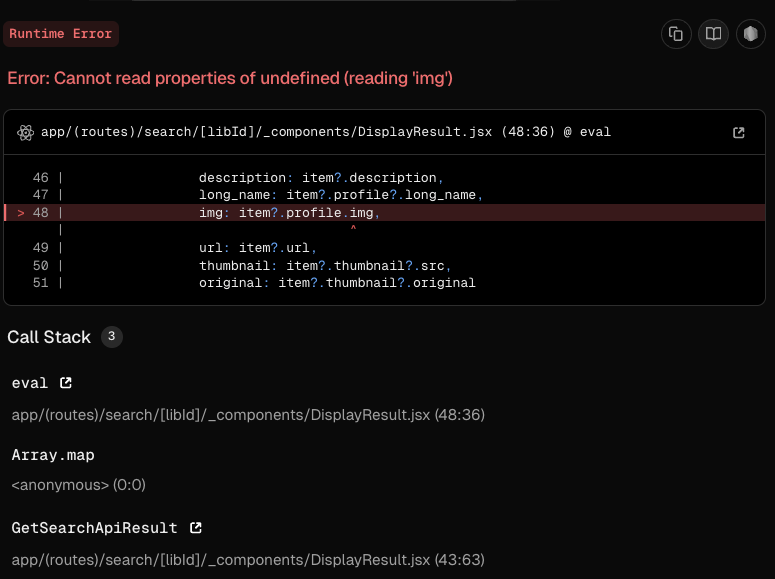 Runtime Error
Error: Cannot read properties of undefined (reading 'img')
app/(routes)/search/[libId]/_components/DisplayResult.jsx (48:36) @ eval
46 | description: item?.description,
47 | long_name: item?.profile?.long_name,
> 48 | img: item?.profile.img,
| ^
49 | url: item?.url,
50 | thumbnail: item?.thumbnail?.src,
51 | original: item?.thumbnail?.original
Call Stack 3
eval
app/(routes)/search/[libId]/_components/DisplayResult.jsx (48:36)
Array.map
<anonymous> (0:0)
GetSearchApiResult
app/(routes)/search/[libId]/_components/DisplayResult.jsx (43:63)